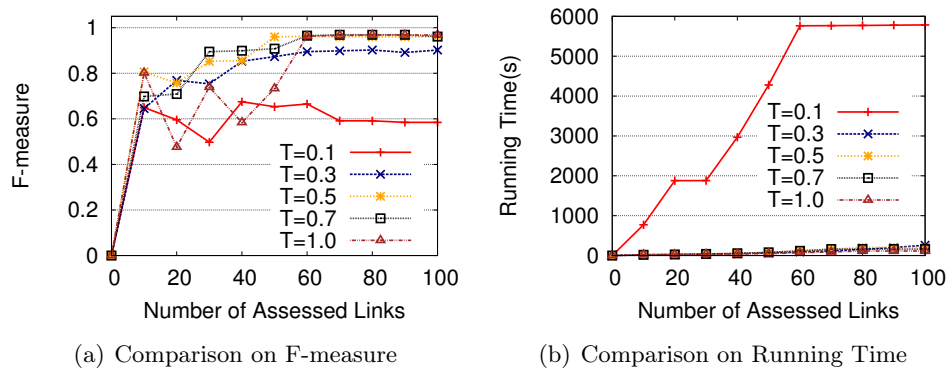 1
0.8
0.6
0.4
0.2
0
F-measure
T=0.1
T=0.3
T=0.5
T=0.7
T=1.0
0 20 40 60 80 100
Number of Assessed Links
(a) Comparison on F-measure
6000
5000
4000
3000
2000
1000
0
Running Time(s)
T=0.1
T=0.3
T=0.5
T=0.7
T=1.0
0 20 40 60 80 100
Number of Assessed Links
(b) Comparison on Running Time